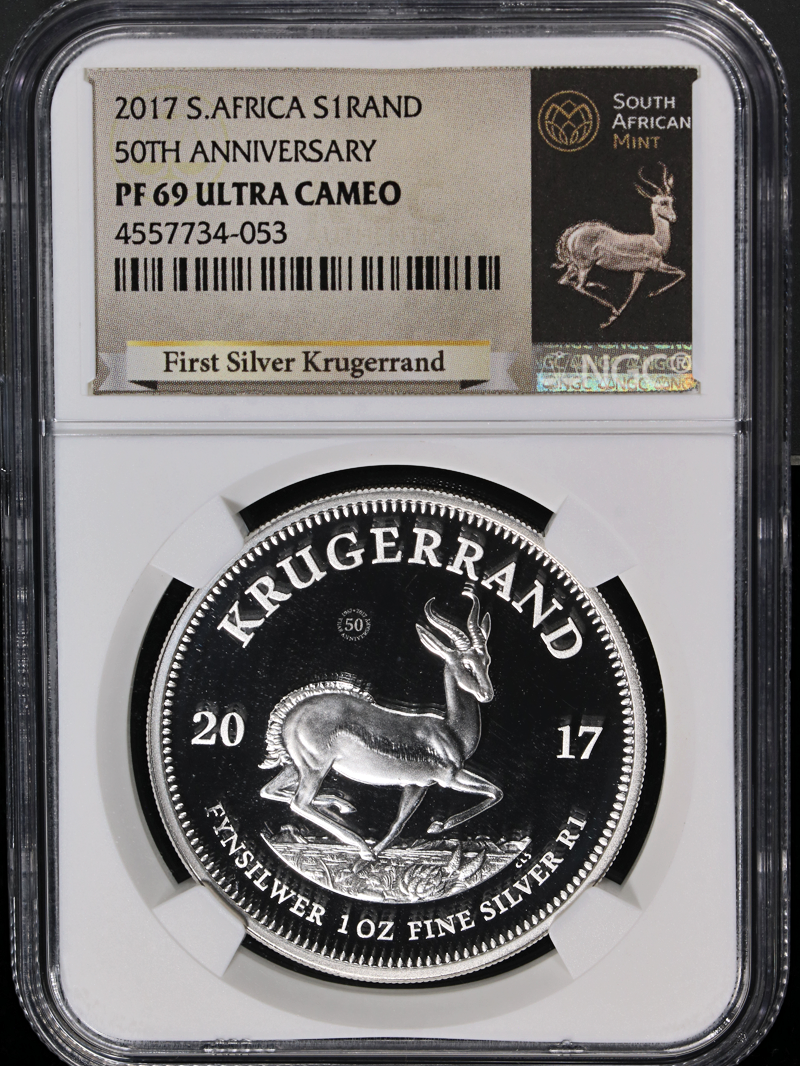 2017 S.AFRICA S1RAND
50TH ANNIVERSARY
PF 69 ULTRA CAMEO
4557734-053
First Silver Krugerrand
SOUTH
AFRICAN
MINT
NGC®
KRUGERRAND
50
20 17
FYNSILWER 1 OZ FINE SILVER R1
CLS